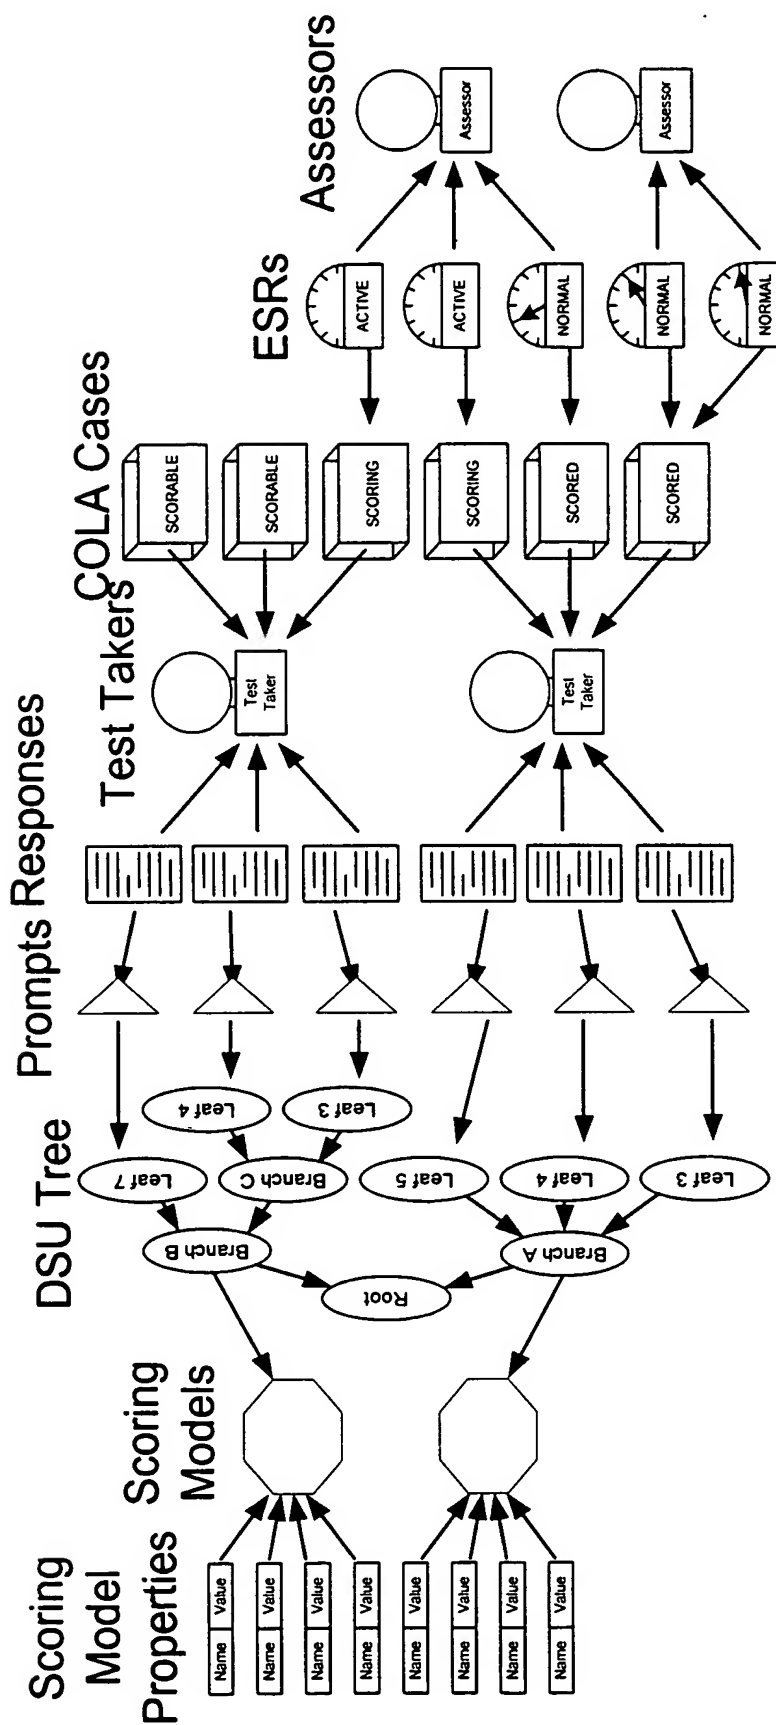 Scoring
Model
Properties
Scoring
Models
DSU Tree
Prompts
Responses
Test Takers
COLA Cases
ESRs
Assessors
Name Value
Name Value
Name Value
Name Value
Name Value
Name Value
Name Value
Name Value
Root
Branch B
Branch A
Leaf 7
Branch C
Leaf 5
Leaf 4
Leaf 3
Leaf 4
Leaf 3
Test
Taker
Test
Taker
SCORABLE
SCORABLE
SCORING
SCORING
SCORED
SCORED
ACTIVE
ACTIVE
NORMAL
NORMAL
NORMAL
Assessor
Assessor